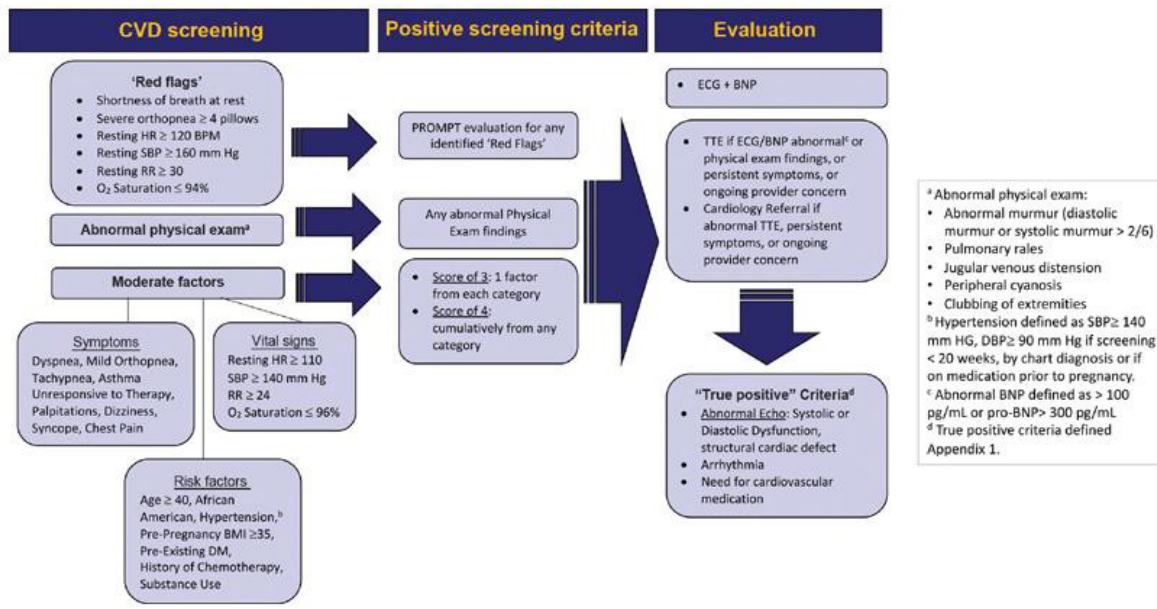 CVD screening
Positive screening criteria
Evaluation
'Red flags'
• Shortness of breath at rest
• Severe orthopnea ≥ 4 pillows
• Resting HR ≥ 120 BPM
• Resting SBP ≥ 160 mm Hg
• Resting RR ≥ 30
• O₂ Saturation ≤ 94%
Abnormal physical examᵃ
Moderate factors
Symptoms
Dyspnea, Mild Orthopnea,
Tachypnea, Asthma
Unresponsive to Therapy,
Palpitations, Dizziness,
Syncope, Chest Pain
Vital signs
Resting HR ≥ 110
SBP ≥ 140 mm Hg
RR ≥ 24
O₂ Saturation ≤ 96%
Risk factors
Age ≥ 40, African
American, Hypertension,ᵇ
Pre-Pregnancy BMI ≥35,
Pre-Existing DM,
History of Chemotherapy,
Substance Use
PROMPT evaluation for any
identified 'Red Flags'
Any abnormal Physical
Exam findings
• Score of 3: 1 factor
from each category
• Score of 4:
cumulatively from any
category
• ECG + BNP
• TTE if ECG/BNP abnormalᶜ or
physical exam findings, or
persistent symptoms, or
ongoing provider concern
• Cardiology Referral if
abnormal TTE, persistent
symptoms, or ongoing
provider concern
"True positive" Criteriaᵈ
• Abnormal Echo: Systolic or
Diastolic Dysfunction,
structural cardiac defect
• Arrhythmia
• Need for cardiovascular
medication
ᵃ Abnormal physical exam:
• Abnormal murmur (diastolic
murmur or systolic murmur > 2/6)
• Pulmonary rales
• Jugular venous distension
• Peripheral cyanosis
• Clubbing of extremities
ᵇ Hypertension defined as SBP≥ 140
mm HG, DBP≥ 90 mm Hg if screening
< 20 weeks, by chart diagnosis or if
on medication prior to pregnancy.
ᶜ Abnormal BNP defined as > 100
pg/mL or pro-BNP> 300 pg/mL
ᵈ True positive criteria defined
Appendix 1.